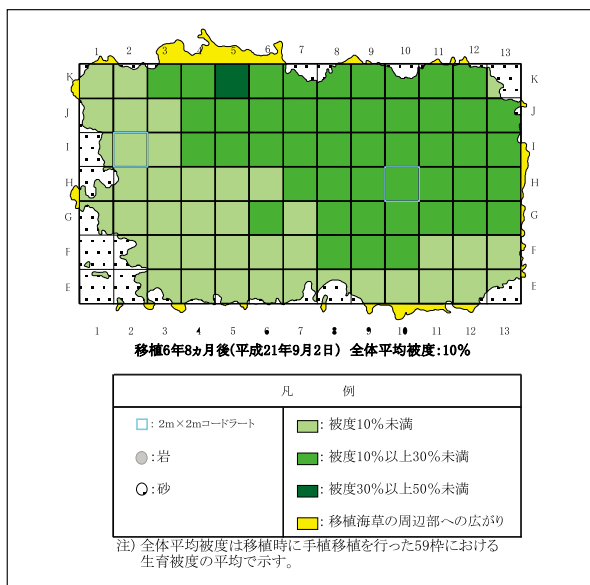 1 2 3 4 5 6 7 8 9 10 11 12 13
K K
J J
I I
H H
G G
F F
E E
1 2 3 4 5 6 7 8 9 10 11 12 13
移植6年8ヵ月後(平成21年9月2日) 全体平均被度:10%
凡 例
: 2m×2mコードラート
: 被度10%未満
: 岩
: 被度10%以上30%未満
: 砂
: 被度30%以上50%未満
: 移植海草の周辺部への広がり
注) 全体平均被度は移植時に手植移植を行った59枠における
生育被度の平均で示す。